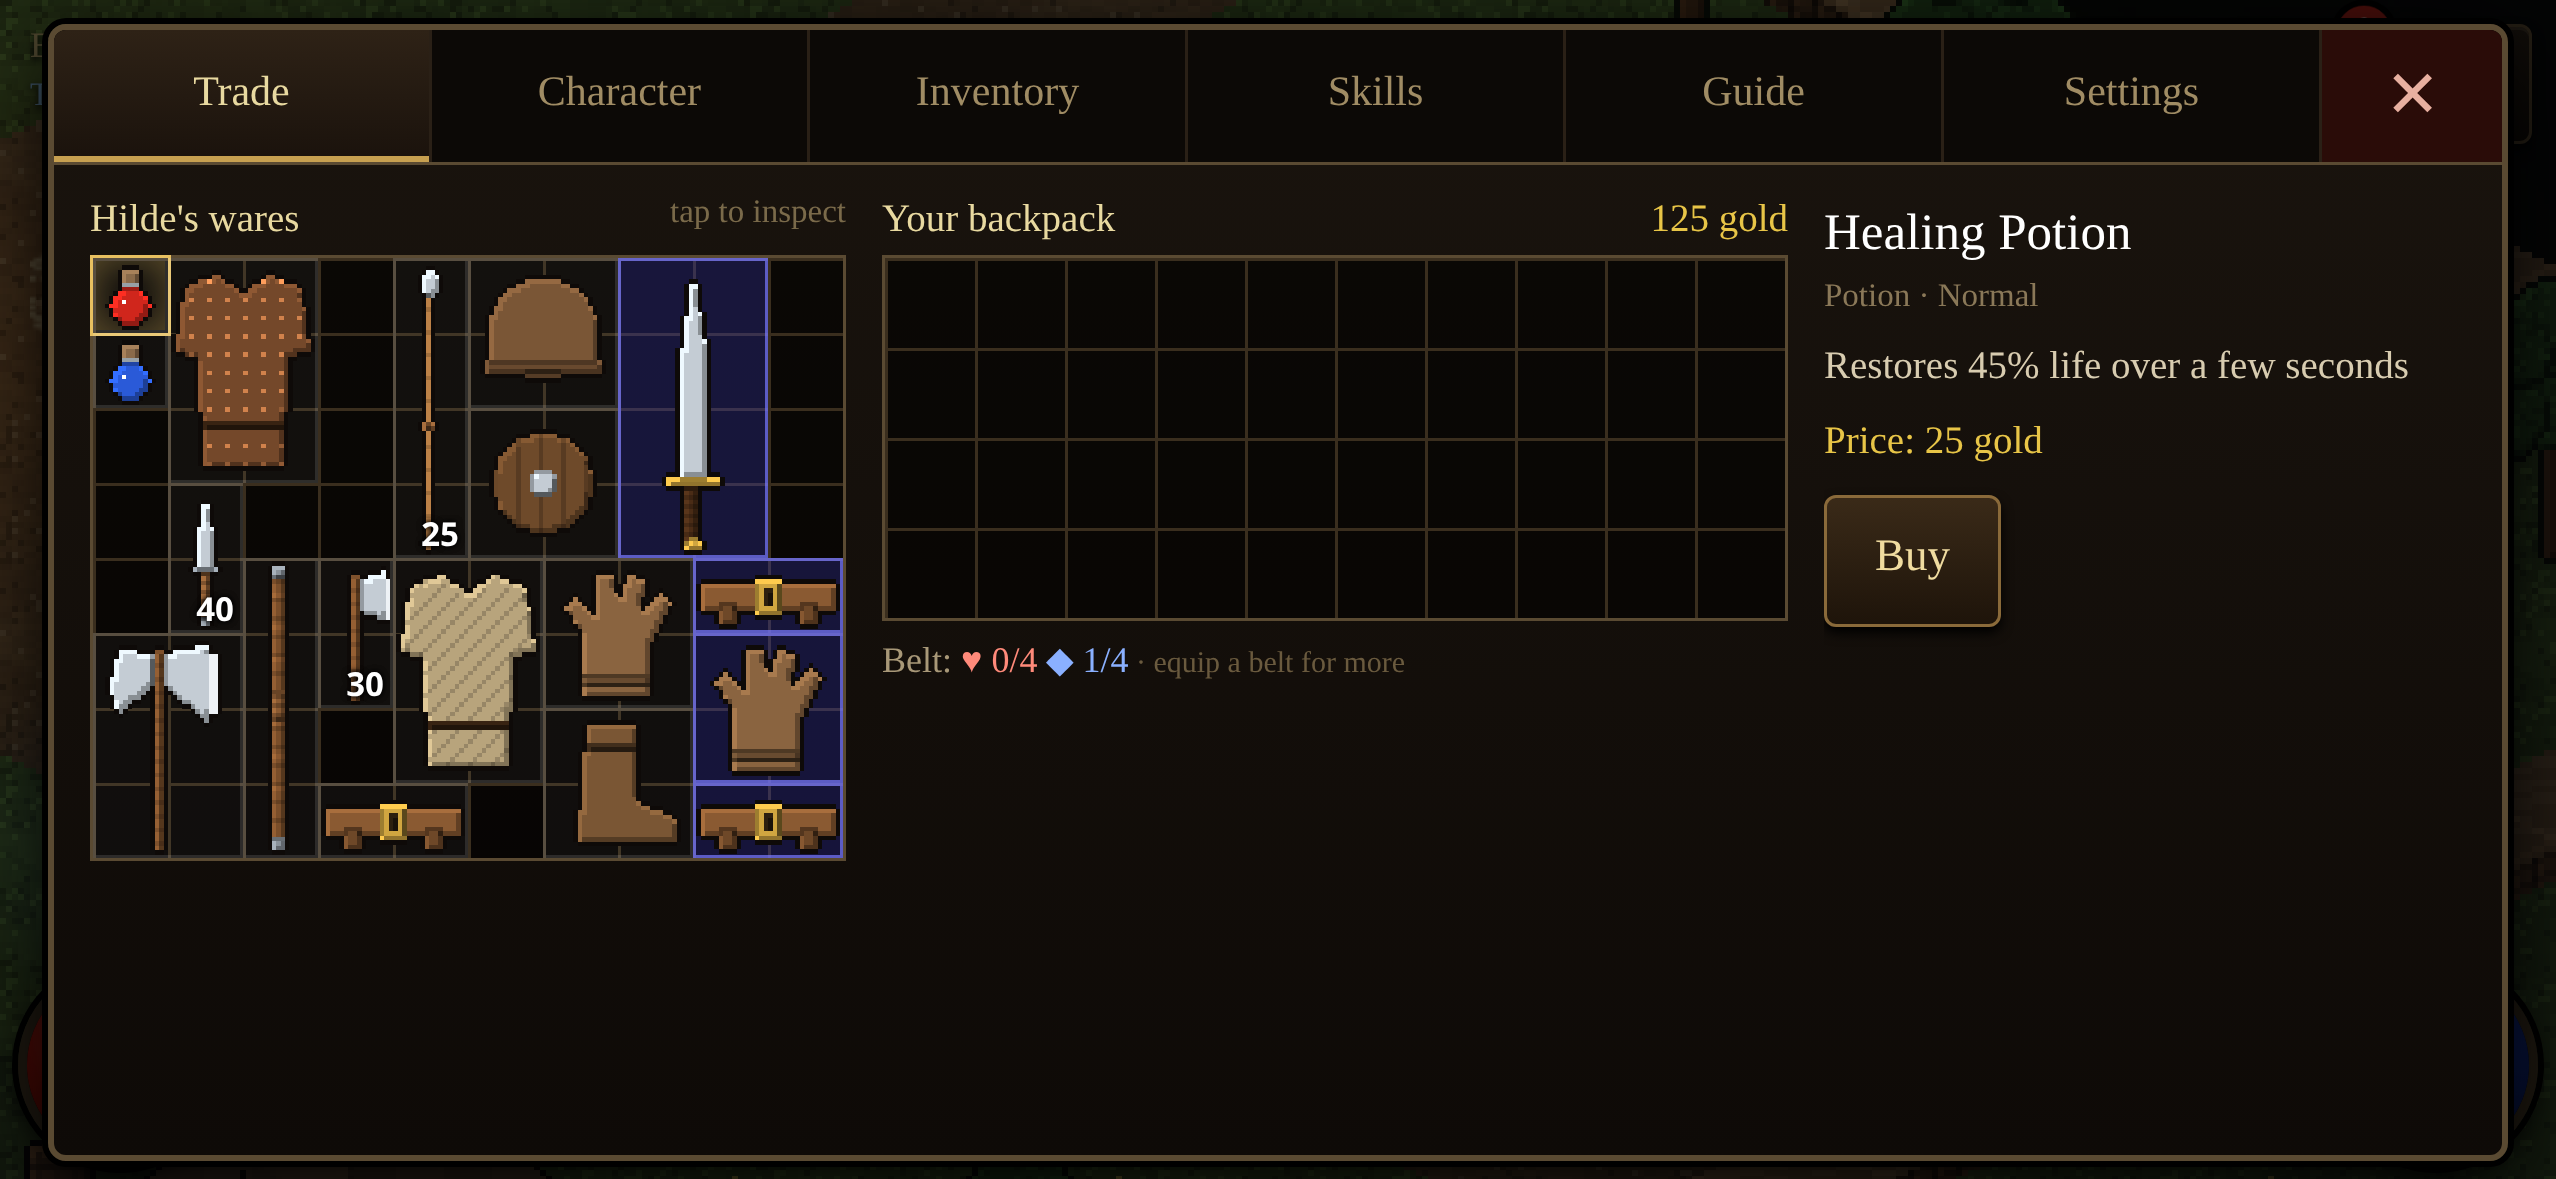 Trade
Character
Inventory
Skills
Guide
Settings
✕
Hilde's wares
tap to inspect
25
40
30
Your backpack
125 gold
Belt: ♥ 0/4 ◆ 1/4 · equip a belt for more
Healing Potion
Potion · Normal
Restores 45% life over a few seconds
Price: 25 gold
Buy